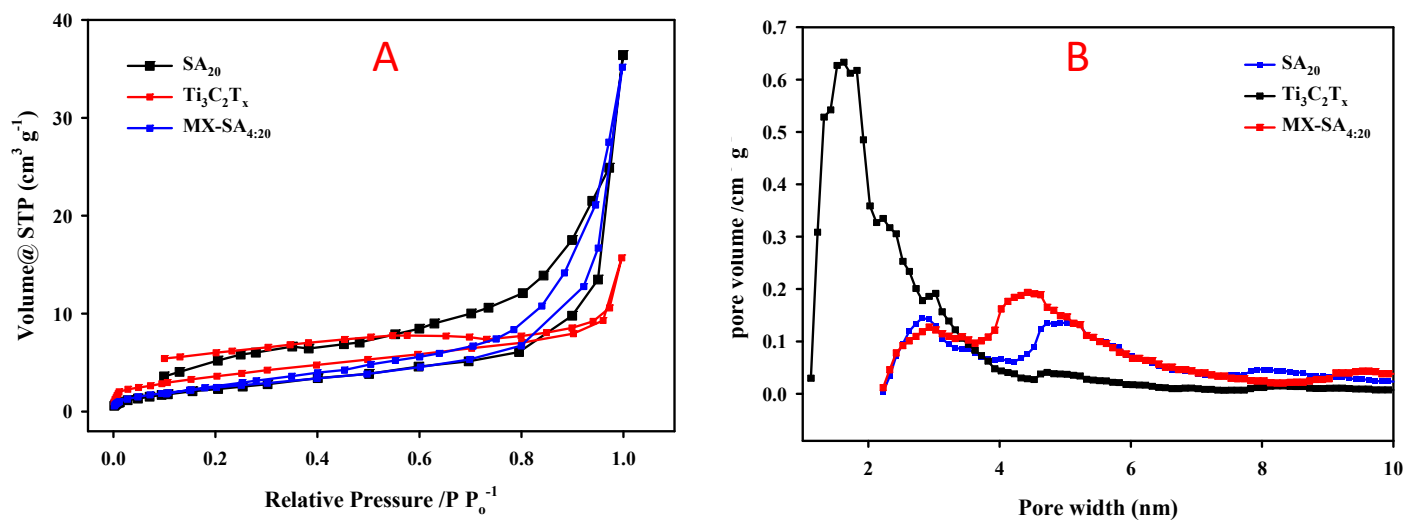 A
SA₂₀
Ti₃C₂Tₓ
MX-SA₄:₂₀
Volume@ STP (cm³ g⁻¹)
40
30
20
10
0
0.0 0.2 0.4 0.6 0.8 1.0
Relative Pressure /P Pₒ⁻¹
B
SA₂₀
Ti₃C₂Tₓ
MX-SA₄:₂₀
pore volume /cm g
0.7
0.6
0.5
0.4
0.3
0.2
0.1
0.0
2 4 6 8 10
Pore width (nm)